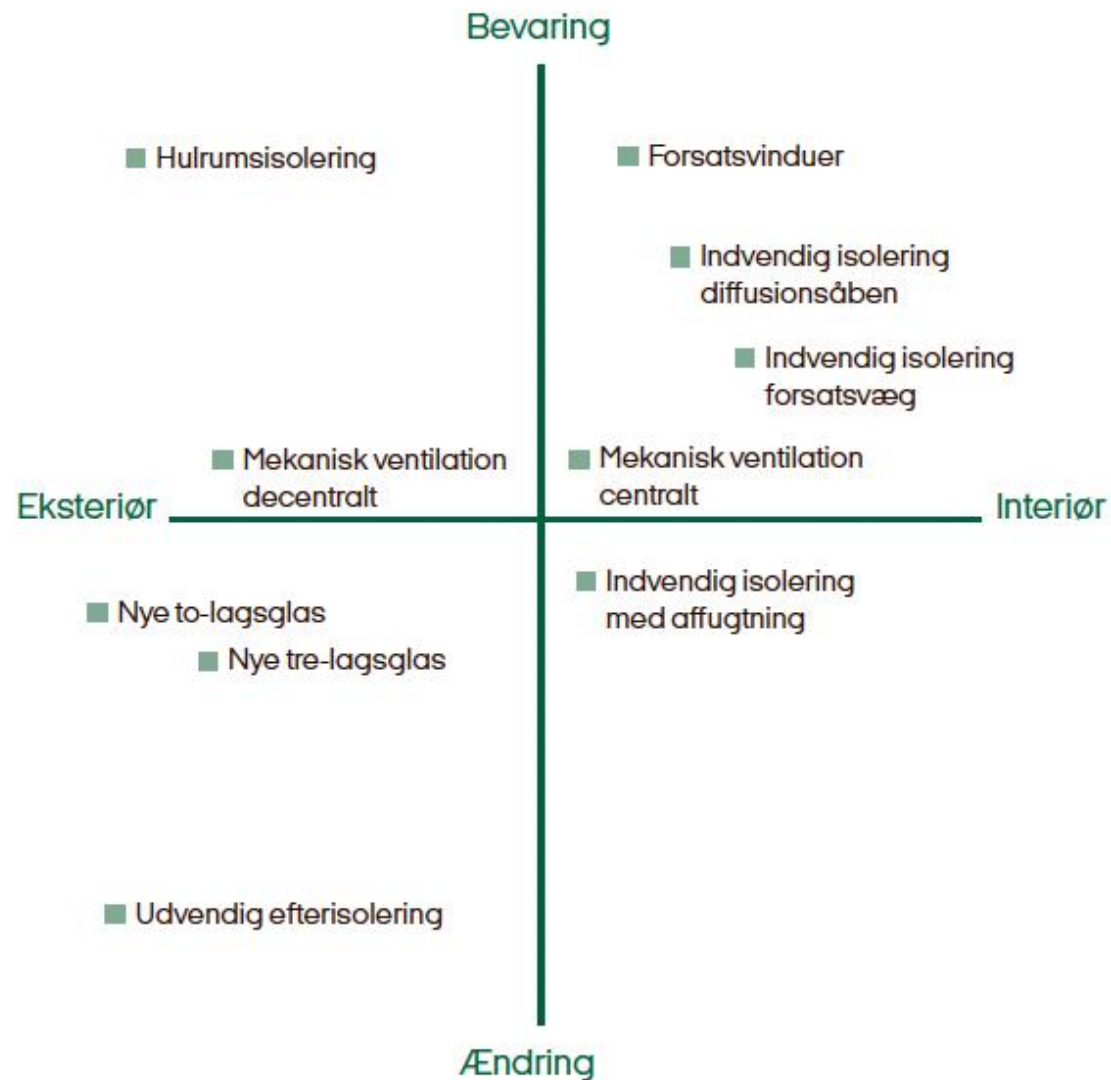 Bevaring
Hulrumsisolering
Forsatsvinduer
Indvendig isolering
diffusionsåben
Indvendig isolering
forsatsvæg
Mekanisk ventilation
decentralt
Mekanisk ventilation
centralt
Eksteriør
Interiør
Indvendig isolering
med affugtning
Nye to-lagsglas
Nye tre-lagsglas
Udvendig efterisolering
Ændring